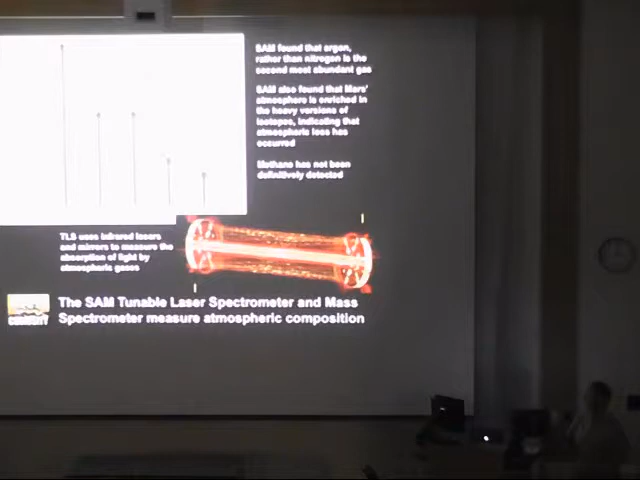 SAM found that argon,
rather than nitrogen is the
second most abundant gas
SAM also found that Mars'
atmosphere is enriched in
the heavy versions of
isotopes, indicating that
atmospheric loss has
occurred
Methane has not been
definitively detected
TLS uses infrared lasers
and mirrors to measure the
absorption of light by
atmospheric gases
CURIOSITY
The SAM Tunable Laser Spectrometer and Mass
Spectrometer measure atmospheric composition